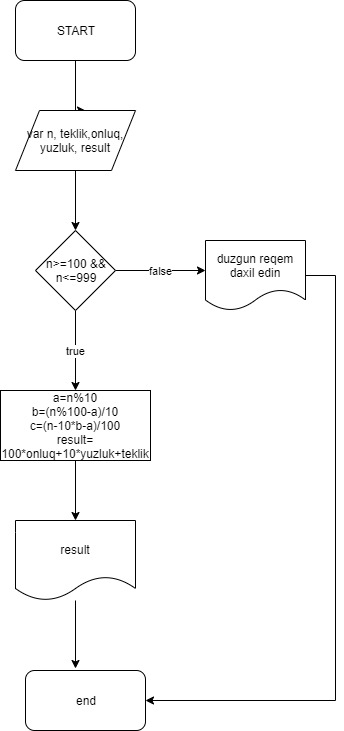 START
var n, teklik,onluq,
yuzluk, result
n>=100 &&
n<=999
false
duzgun reqem
daxil edin
true
a=n%10
b=(n%100-a)/10
c=(n-10*b-a)/100
result=
100*onluq+10*yuzluk+teklik
result
end